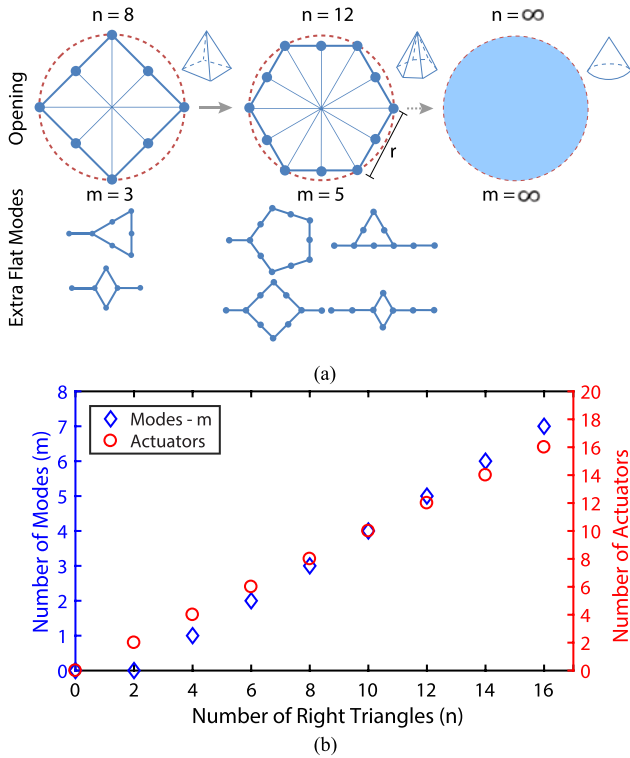 n = 8
n = 12
n = ∞
Opening
r
m = 3
m = 5
m = ∞
Extra Flat Modes
(a)
8
7
6
5
4
3
2
1
0
Number of Modes (m)
Modes - m
Actuators
20
18
16
14
12
10
8
6
4
2
0
Number of Actuators
0 2 4 6 8 10 12 14 16
Number of Right Triangles (n)
(b)